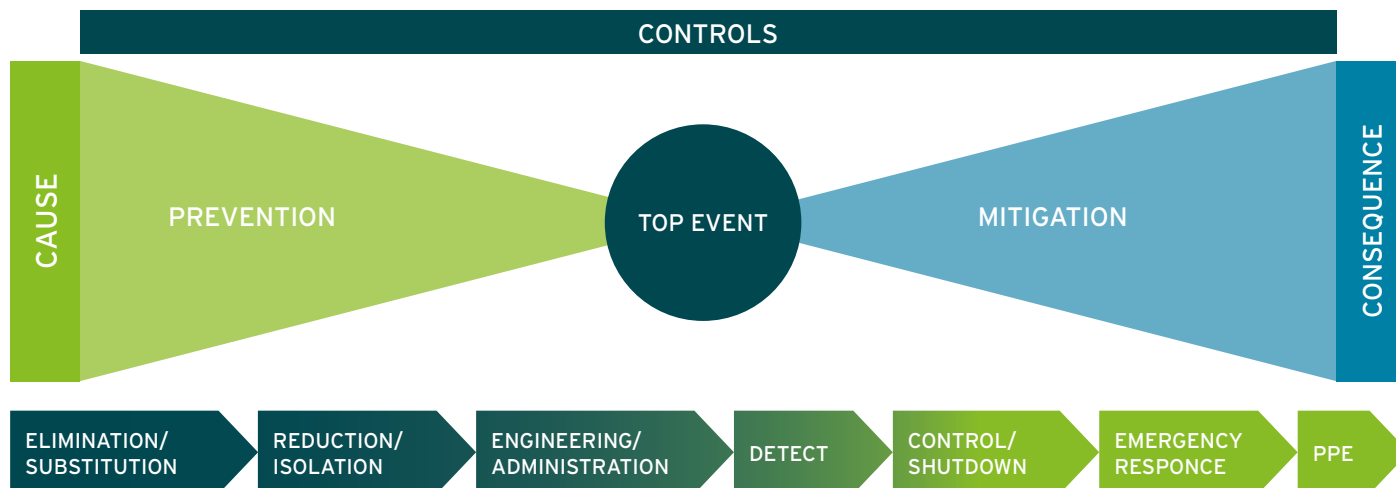 CONTROLS
CAUSE
PREVENTION
TOP EVENT
MITIGATION
CONSEQUENCE
ELIMINATION/
SUBSTITUTION
REDUCTION/
ISOLATION
ENGINEERING/
ADMINISTRATION
DETECT
CONTROL/
SHUTDOWN
EMERGENCY
RESPONCE
PPE